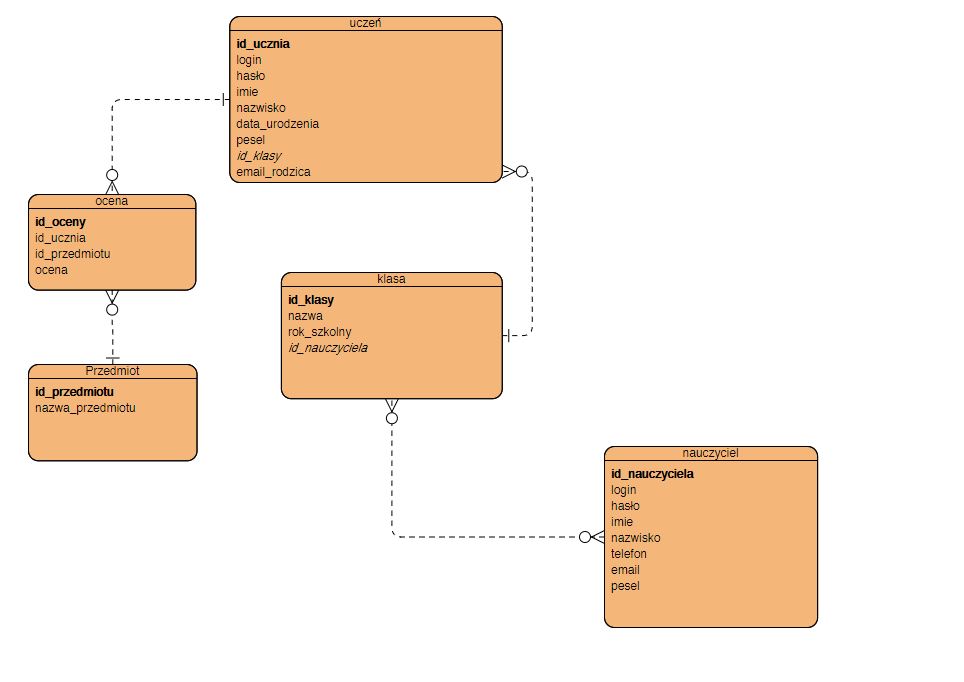 uczeń
id_ucznia
login
hasło
imie
nazwisko
data_urodzenia
pesel
id_klasy
email_rodzica
ocena
id_oceny
id_ucznia
id_przedmiotu
ocena
klasa
id_klasy
nazwa
rok_szkolny
id_nauczyciela
Przedmiot
id_przedmiotu
nazwa_przedmiotu
nauczyciel
id_nauczyciela
login
hasło
imie
nazwisko
telefon
email
pesel